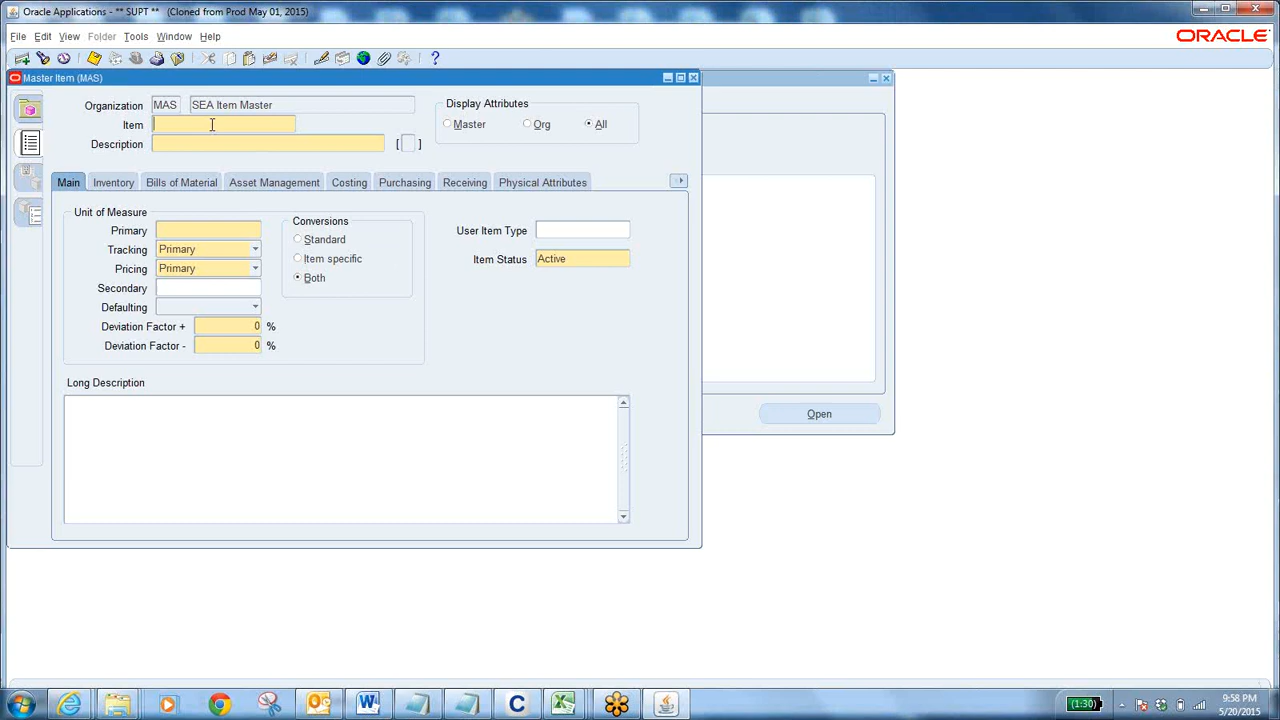 Oracle Applications - ** SUPT ** (Cloned from Prod May 01, 2015)
File Edit View Folder Tools Window Help
ORACLE
Master Item (MAS)
Organization MAS SEA Item Master
Display Attributes
Item
Master Org All
Description [ ]
Main Inventory Bills of Material Asset Management Costing Purchasing Receiving Physical Attributes
Unit of Measure
Conversions
Primary
User Item Type
Standard
Tracking Primary
Item specific
Item Status Active
Pricing Primary
Both
Secondary
Defaulting
Deviation Factor + 0 %
Deviation Factor - 0 %
Long Description
Open
(1:30)
9:58 PM
5/20/2015